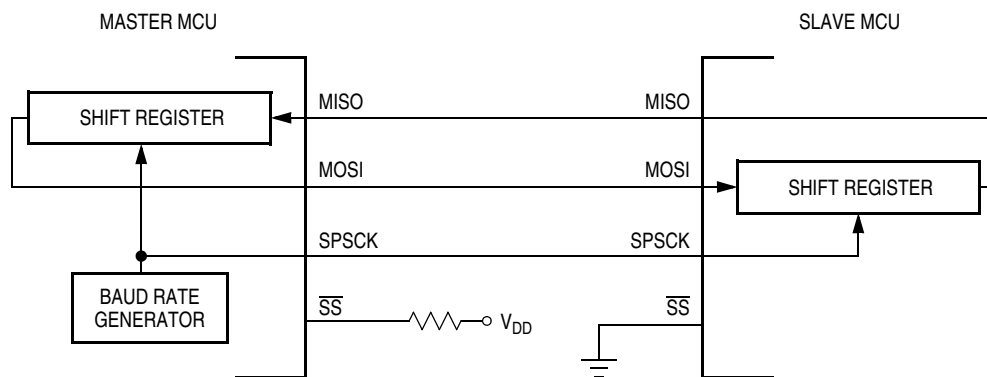 MASTER MCU
SLAVE MCU
SHIFT REGISTER
MISO
MISO
MOSI
MOSI
SHIFT REGISTER
SPSCK
SPSCK
BAUD RATE
GENERATOR
SS
VDD
SS